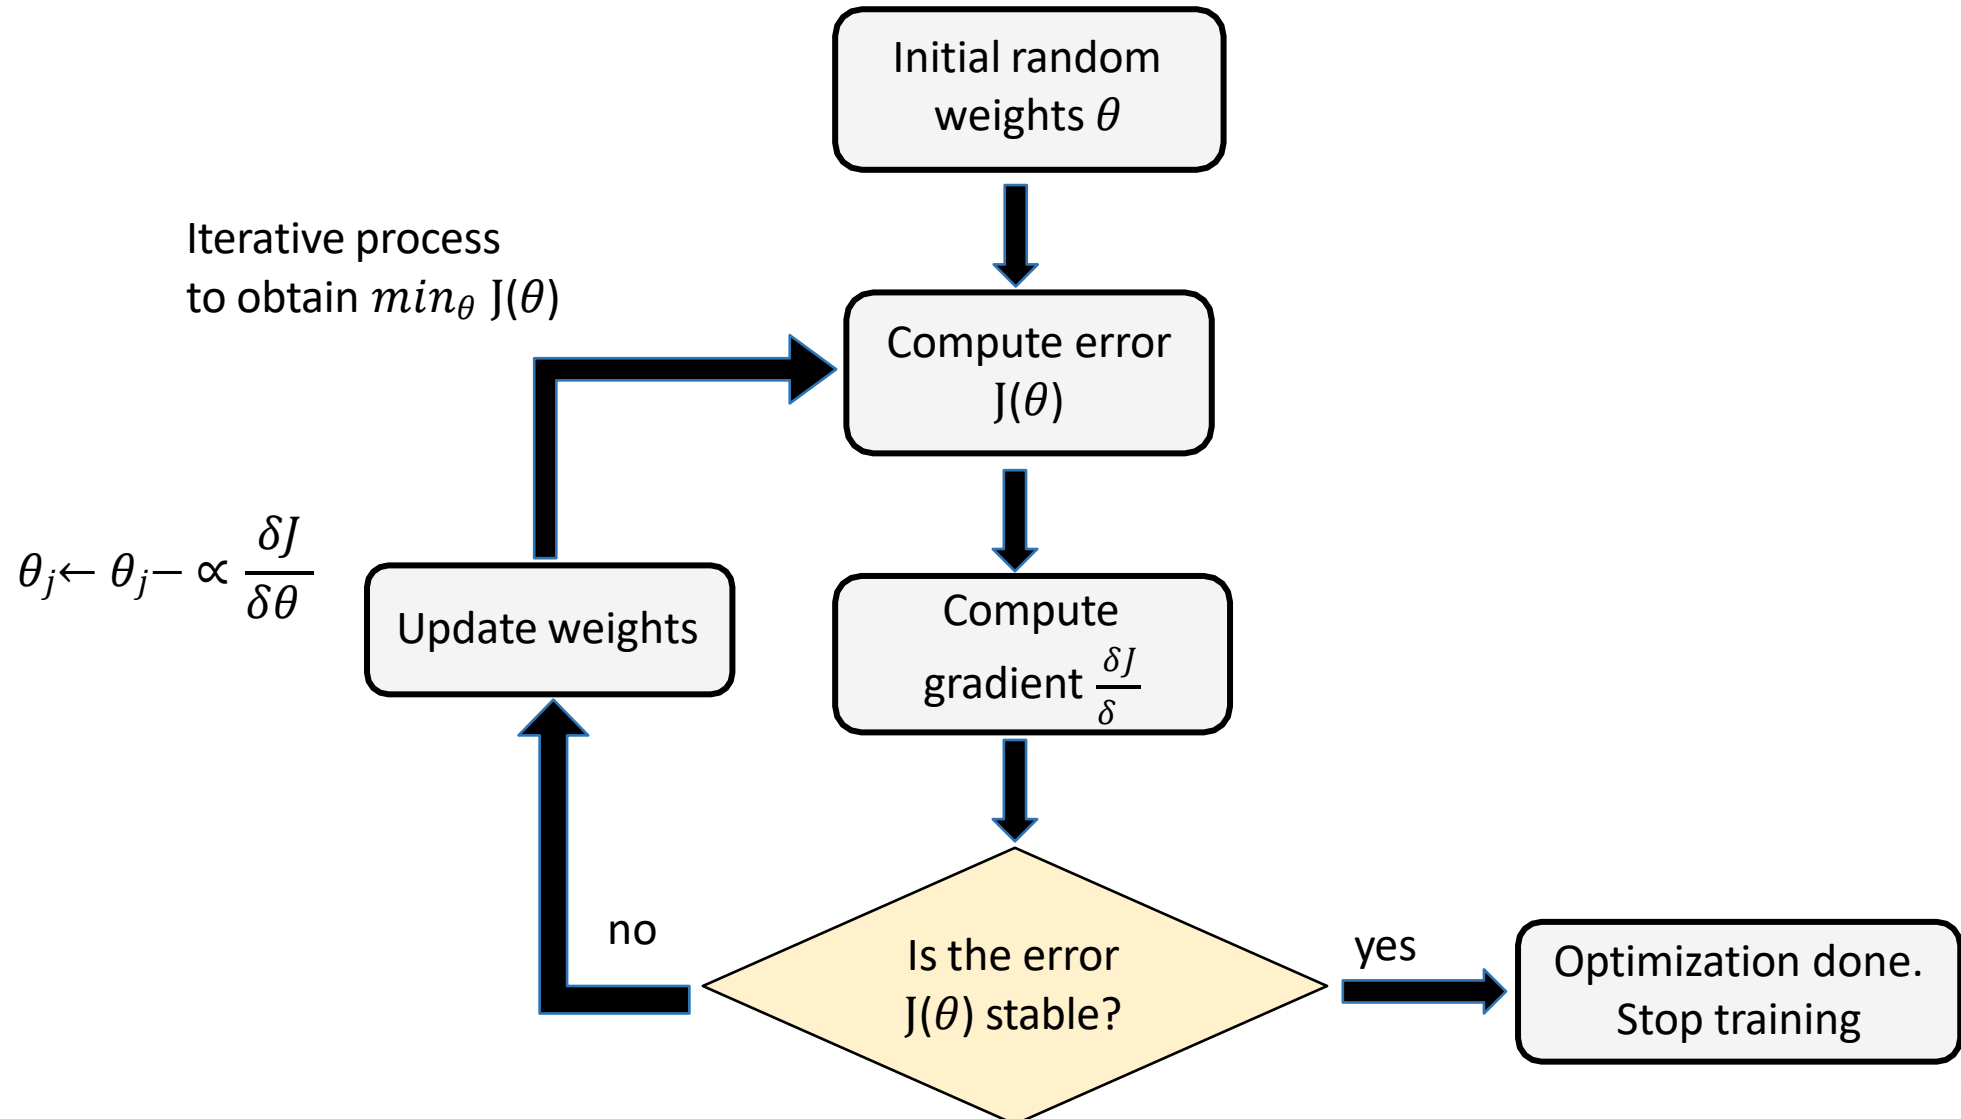 Initial random
weights θ
Iterative process
to obtain min_θ J(θ)
Compute error
J(θ)
θ_j← θ_j− ∝ δJ/δθ
Update weights
Compute
gradient δJ/δ
no
Is the error
J(θ) stable?
yes
Optimization done.
Stop training